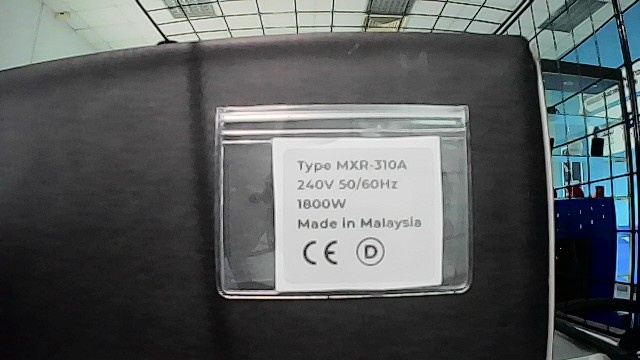 Type MXR-310A
240V 50/60Hz
1800W
Made in Malaysia
CE D